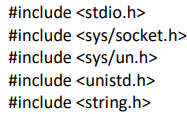 #include <stdio.h>
#include <sys/socket.h>
#include <sys/un.h>
#include <unistd.h>
#include <string.h>